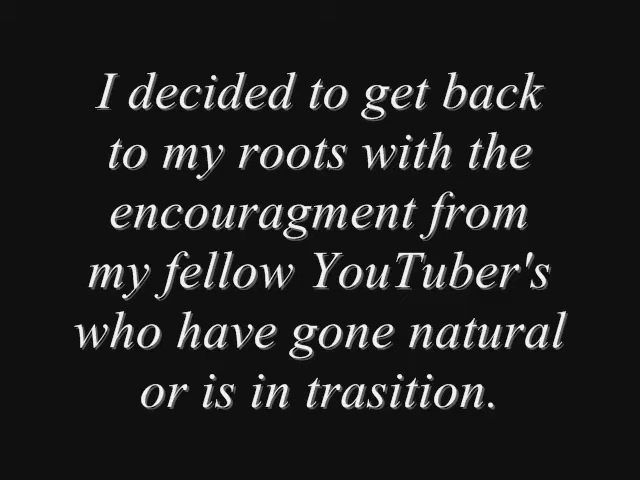 I decided to get back
to my roots with the
encouragment from
my fellow YouTuber's
who have gone natural
or is in trasition.